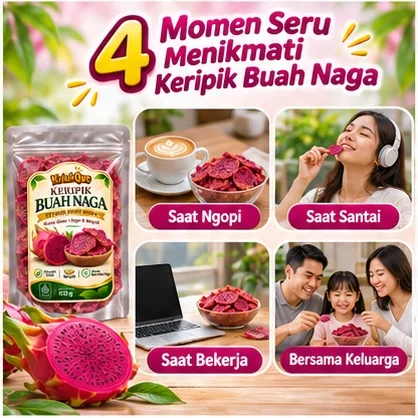 4 Momen Seru
Menikmati
Keripik Buah Naga
KERIPIK
BUAH NAGA
Saat Ngopi
Saat Santai
Saat Bekerja
Bersama Keluarga